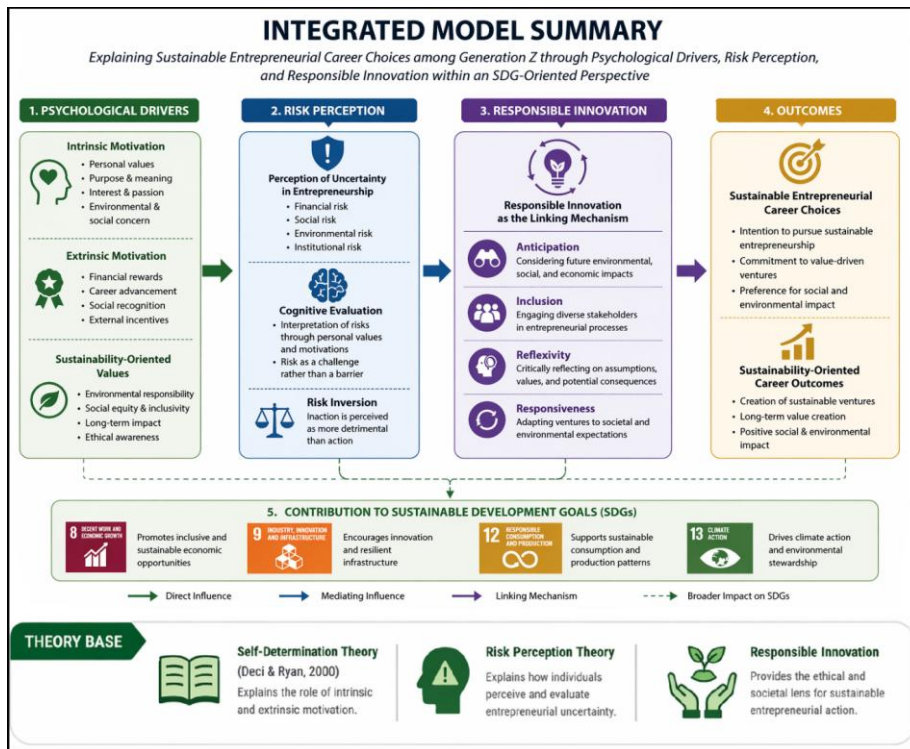 INTEGRATED MODEL SUMMARY
Explaining Sustainable Entrepreneurial Career Choices among Generation Z through Psychological Drivers, Risk Perception,
and Responsible Innovation within an SDG-Oriented Perspective
1. PSYCHOLOGICAL DRIVERS
Intrinsic Motivation
• Personal values
• Purpose & meaning
• Interest & passion
• Environmental &
social concern
Extrinsic Motivation
• Financial rewards
• Career advancement
• Social recognition
• External incentives
Sustainability-Oriented
Values
• Environmental responsibility
• Social equity & inclusivity
• Long-term impact
• Ethical awareness
2. RISK PERCEPTION
Perception of Uncertainty
in Entrepreneurship
• Financial risk
• Social risk
• Environmental risk
• Institutional risk
Cognitive Evaluation
• Interpretation of risks
through personal values
and motivations
• Risk as a challenge
rather than a barrier
Risk Inversion
Inaction is perceived
as more detrimental
than action
3. RESPONSIBLE INNOVATION
Responsible Innovation
as the Linking Mechanism
Anticipation
Considering future environmental,
social, and economic impacts
Inclusion
Engaging diverse stakeholders
in entrepreneurial processes
Reflexivity
Critically reflecting on assumptions,
values, and potential consequences
Responsiveness
Adapting ventures to societal and
environmental expectations
4. OUTCOMES
Sustainable Entrepreneurial
Career Choices
• Intention to pursue sustainable
entrepreneurship
• Commitment to value-driven
ventures
• Preference for social and
environmental impact
Sustainability-Oriented
Career Outcomes
• Creation of sustainable ventures
• Long-term value creation
• Positive social & environmental
impact
5. CONTRIBUTION TO SUSTAINABLE DEVELOPMENT GOALS (SDGs)
8 DECENT WORK AND
ECONOMIC GROWTH
Promotes inclusive and
sustainable economic
opportunities
9 INDUSTRY, INNOVATION
AND INFRASTRUCTURE
Encourages innovation
and resilient
infrastructure
12 RESPONSIBLE
CONSUMPTION
AND PRODUCTION
Supports sustainable
consumption and
production patterns
13 CLIMATE
ACTION
Drives climate action
and environmental
stewardship
Direct Influence
Mediating Influence
Linking Mechanism
Broader Impact on SDGs
THEORY BASE
Self-Determination Theory
(Deci & Ryan, 2000)
Explains the role of intrinsic
and extrinsic motivation.
Risk Perception Theory
Explains how individuals
perceive and evaluate
entrepreneurial uncertainty.
Responsible Innovation
Provides the ethical and
societal lens for sustainable
entrepreneurial action.